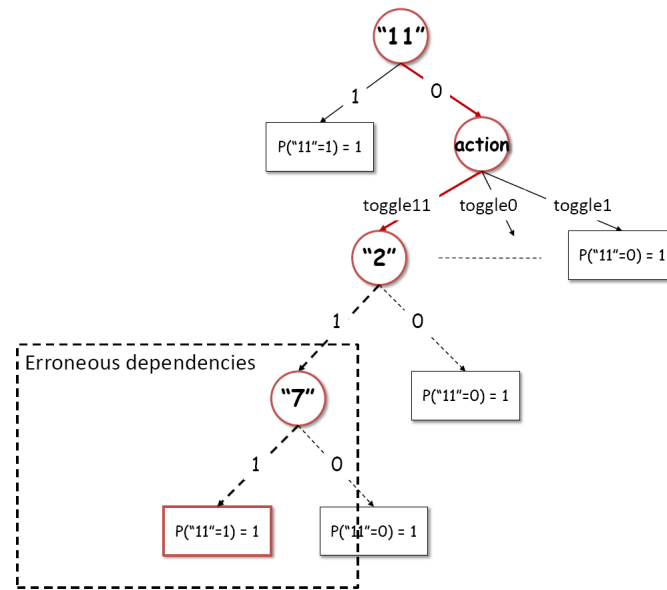 “11”
1
0
P(“11”=1) = 1
action
toggle11
toggle0
toggle1
“2”
P(“11”=0) = 1
1
0
Erroneous dependencies
“7”
P(“11”=0) = 1
1
0
P(“11”=1) = 1
P(“11”=0) = 1